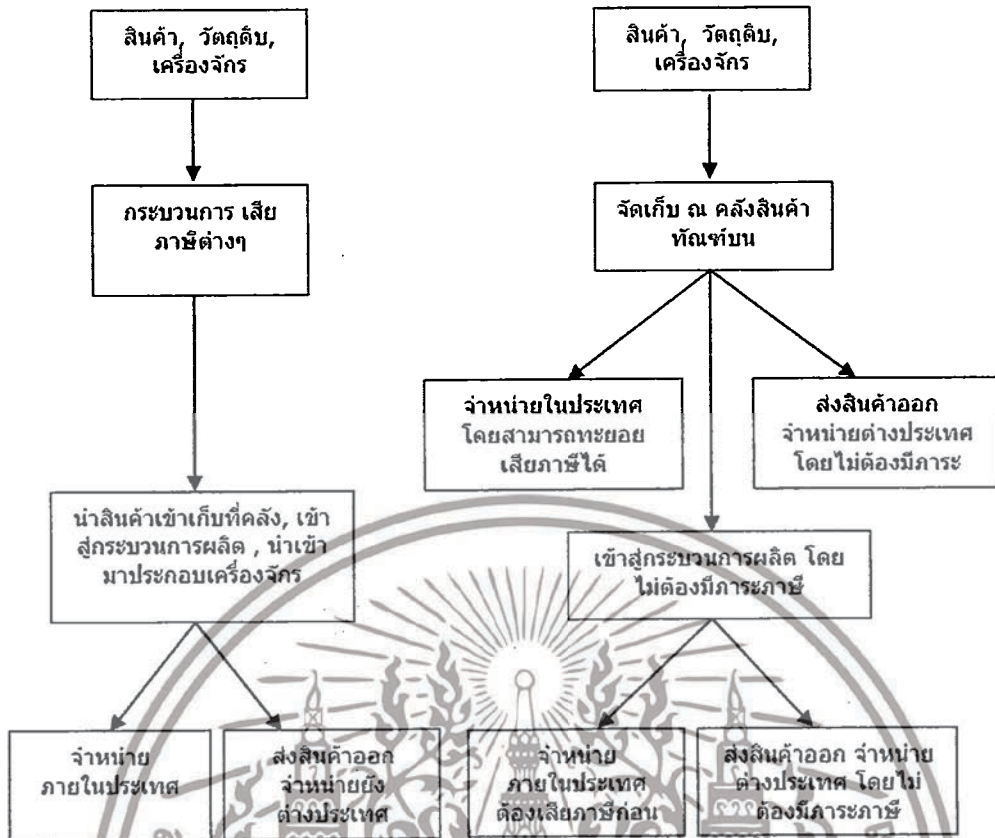 สินค้า, วัตถุดิบ,
เครื่องจักร
กระบวนการ เสีย
ภาษีต่างๆ
นำสินค้าเข้าเก็บที่คลัง, เข้า
สู่กระบวนการผลิต , นำเข้า
มาประกอบเครื่องจักร
จำหน่าย
ภายในประเทศ
ส่งสินค้าออก
จำหน่ายยัง
ต่างประเทศ
สินค้า, วัตถุดิบ,
เครื่องจักร
จัดเก็บ ณ คลังสินค้า
ทัณฑ์บน
จำหน่ายในประเทศ
โดยสามารถทะยอย
เสียภาษีได้
ส่งสินค้าออก
จำหน่ายต่างประเทศ
โดยไม่ต้องมีภาระ
เข้าสู่กระบวนการผลิต โดย
ไม่ต้องมีภาระภาษี
จำหน่าย
ภายในประเทศ
ต้องเสียภาษีก่อน
ส่งสินค้าออก จำหน่าย
ต่างประเทศ โดยไม่
ต้องมีภาระภาษี